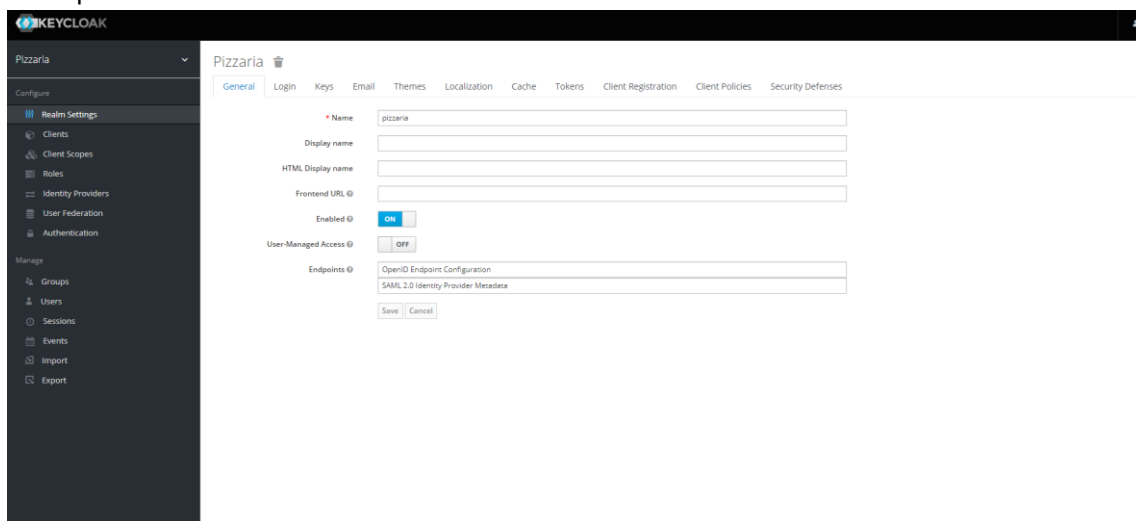 KEYCLOAK
Pizzaria
Configure
Realm Settings
Clients
Client Scopes
Roles
Identity Providers
User Federation
Authentication
Manage
Groups
Users
Sessions
Events
Import
Export
Pizzaria
General Login Keys Email Themes Localization Cache Tokens Client Registration Client Policies Security Defenses
* Name pizzaria
Display name
HTML Display name
Frontend URL
Enabled ON
User-Managed Access OFF
Endpoints OpenID Endpoint Configuration
SAML 2.0 Identity Provider Metadata
Save Cancel